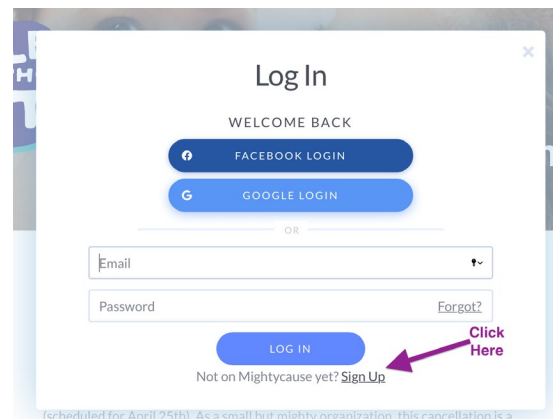 Log In
WELCOME BACK
FACEBOOK LOGIN
GOOGLE LOGIN
OR
Email
Password Forgot?
Click
Here
LOG IN
Not on Mightycause yet? Sign Up
(scheduled for April 25th). As a small but mighty organization, this cancellation is a